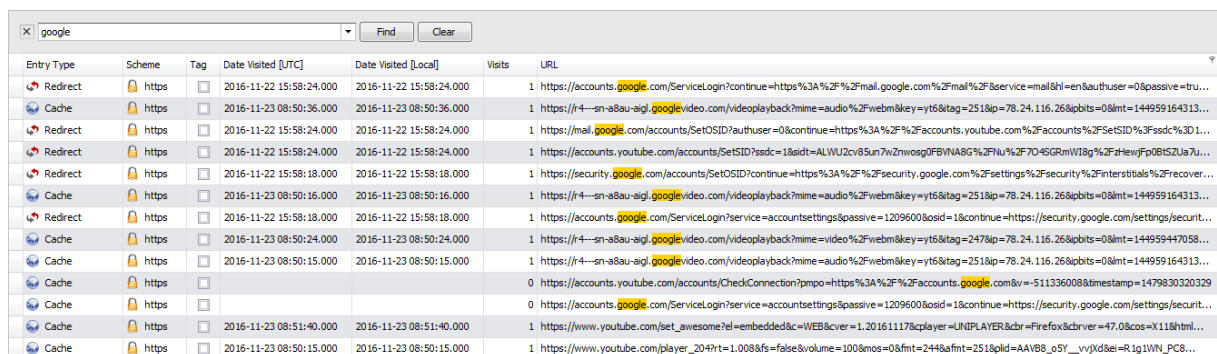 google Find Clear
Entry Type Scheme Tag Date Visited [UTC] Date Visited [Local] Visits URL
Redirect https 2016-11-22 15:58:24.000 2016-11-22 15:58:24.000 1 https://accounts.google.com/ServiceLogin?continue=https%3A%2F%2Fmail.google.com%2Fmail%2F&service=mail&hl=en&authuser=0&passive=tru...
Cache https 2016-11-23 08:50:36.000 2016-11-23 08:50:36.000 1 https://r4---sn-a8au-aigl.googlevideo.com/videoplayback?mime=audio%2Fwebm&key=yt6&itag=251&ip=78.24.116.26&ipbits=0&lmt=144959164313...
Redirect https 2016-11-22 15:58:24.000 2016-11-22 15:58:24.000 1 https://mail.google.com/accounts/SetOSID?authuser=0&continue=https%3A%2F%2Faccounts.youtube.com%2Faccounts%2FSetSID%3Fssdc%3D1...
Redirect https 2016-11-22 15:58:24.000 2016-11-22 15:58:24.000 1 https://accounts.youtube.com/accounts/SetSID?ssdc=1&sidt=ALWU2cv85un7wZnwosg0FBVNA8G%2FNu%2F7O4SGRmWI8g%2FzHewjFp0BtSZUa7u...
Redirect https 2016-11-22 15:58:18.000 2016-11-22 15:58:18.000 1 https://security.google.com/accounts/SetOSID?continue=https%3A%2F%2Fsecurity.google.com%2Fsettings%2Fsecurity%2Finterstitials%2Frecover...
Cache https 2016-11-23 08:50:16.000 2016-11-23 08:50:16.000 1 https://r4---sn-a8au-aigl.googlevideo.com/videoplayback?mime=audio%2Fwebm&key=yt6&itag=251&ip=78.24.116.26&ipbits=0&lmt=144959164313...
Redirect https 2016-11-22 15:58:18.000 2016-11-22 15:58:18.000 1 https://accounts.google.com/ServiceLogin?service=accountsettings&passive=1209600&osid=1&continue=https://security.google.com/settings/securit...
Cache https 2016-11-23 08:50:24.000 2016-11-23 08:50:24.000 1 https://r4---sn-a8au-aigl.googlevideo.com/videoplayback?mime=video%2Fwebm&key=yt6&itag=247&ip=78.24.116.26&ipbits=0&lmt=144959447058...
Cache https 2016-11-23 08:50:15.000 2016-11-23 08:50:15.000 1 https://r4---sn-a8au-aigl.googlevideo.com/videoplayback?mime=audio%2Fwebm&key=yt6&itag=251&ip=78.24.116.26&ipbits=0&lmt=144959164313...
Cache https 0 https://accounts.youtube.com/accounts/CheckConnection?pmpo=https%3A%2F%2Faccounts.google.com&v=-511336008&timestamp=1479830320329
Cache https 0 https://accounts.google.com/ServiceLogin?service=accountsettings&passive=1209600&osid=1&continue=https://security.google.com/settings/securit...
Cache https 2016-11-23 08:51:40.000 2016-11-23 08:51:40.000 1 https://www.youtube.com/set_awesome?el=embedded&c=WEB&cver=1.20161117&cplayer=UNIPLAYER&cbr=Firefox&cbrver=47.0&cos=X11&html...
Cache https 2016-11-23 08:50:15.000 2016-11-23 08:50:15.000 1 https://www.youtube.com/player_204?rt=1.008&fs=false&volume=100&mos=0&fmt=244&afmt=251&plid=AAVB8_o5Y__vvjXd&ei=R1g1WN_PC8...